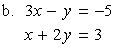 b. 3x − y = −5
x + 2y = 3